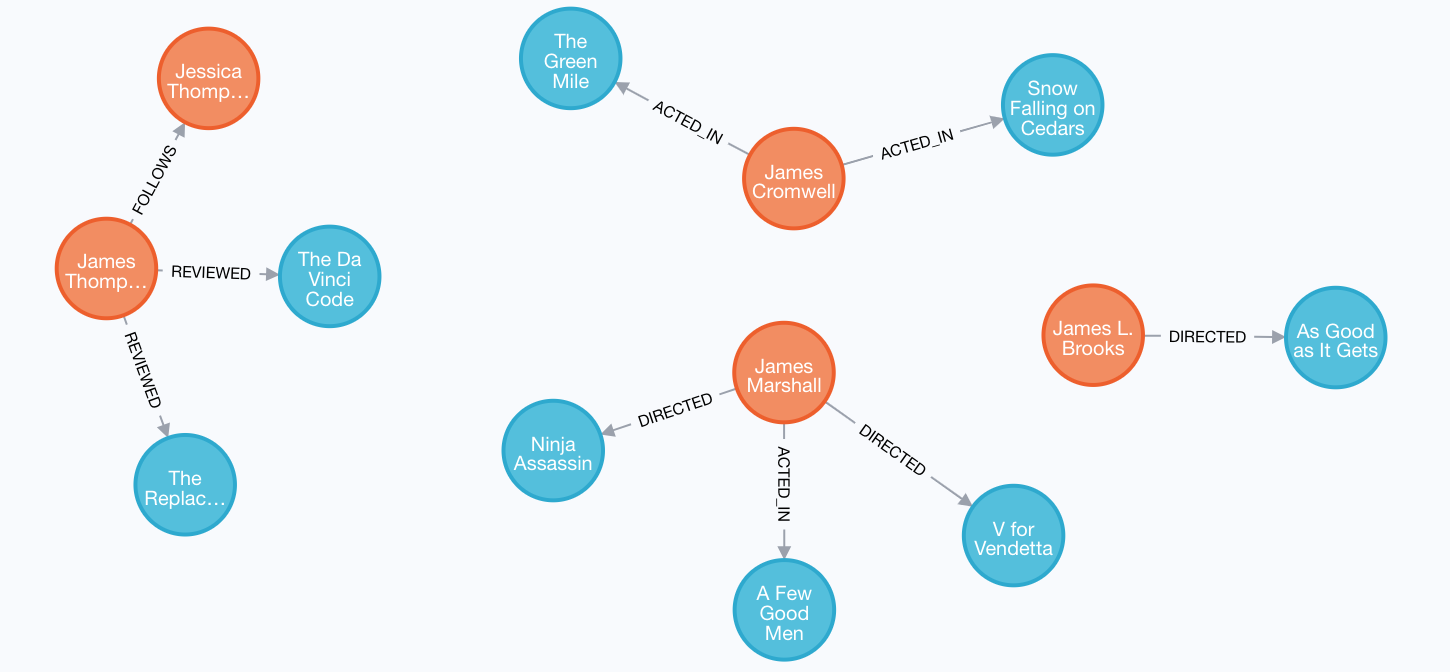 Jessica
Thomp...
FOLLOWS
James
Thomp...
REVIEWED
The Da
Vinci
Code
REVIEWED
The
Replac...
The
Green
Mile
ACTED_IN
James
Cromwell
ACTED_IN
Snow
Falling on
Cedars
James
Marshall
DIRECTED
Ninja
Assassin
ACTED_IN
A Few
Good
Men
DIRECTED
V for
Vendetta
James L.
Brooks
DIRECTED
As Good
as It Gets